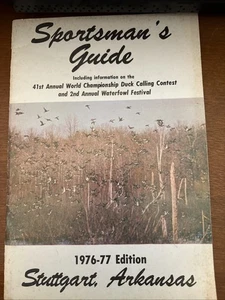 Sportsman's
Guide
Including information on the
41st Annual World Championship Duck Calling Contest
and 2nd Annual Waterfowl Festival
1976-77 Edition
Stuttgart, Arkansas